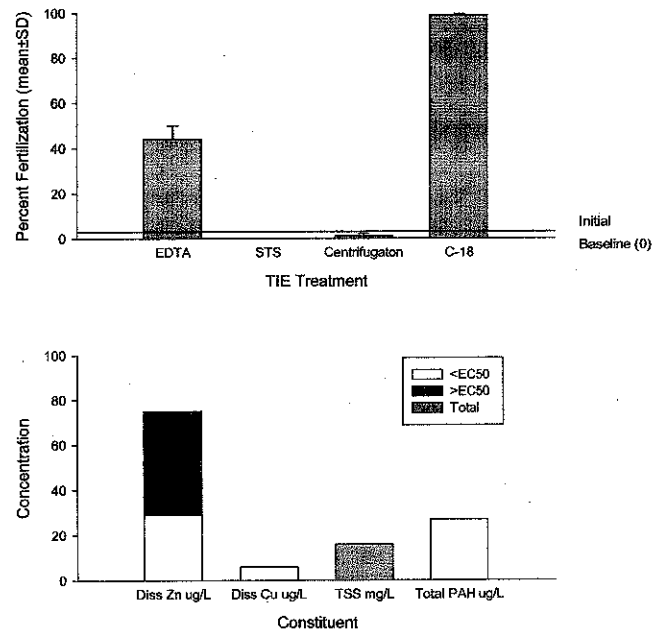 Percent Fertilization (mean±SD)
100
80
60
40
20
0
EDTA STS Centrifugaton C-18
TIE Treatment
Initial
Baseline (0)
Concentration
100
80
60
40
20
0
<EC50
>EC50
Total
Diss Zn ug/L Diss Cu ug/L TSS mg/L Total PAH ug/L
Constituent